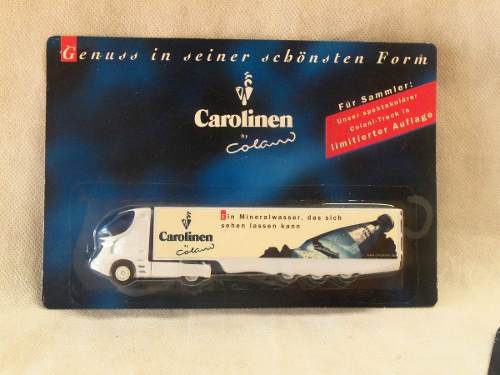 Genuss in seiner schönsten Form
Carolinen
by Colani
Für Sammler:
Unser spektakulärer
Colani-Truck in
limitierter Auflage
Carolinen
by Colani
Ein Mineralwasser, das sich
sehen lassen kann